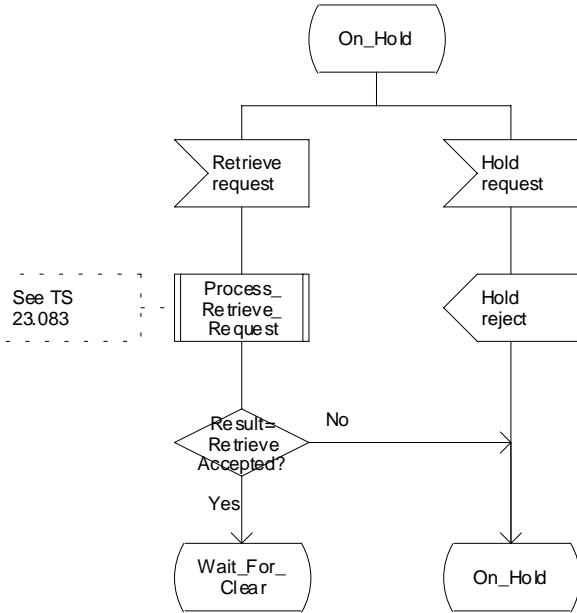 On_Hold
Retrieve
request
Hold
request
See TS
23.083
Process_
Retrieve_
Request
Hold
reject
Result=
Retrieve
Accepted?
No
Yes
Wait_For_
Clear
On_Hold